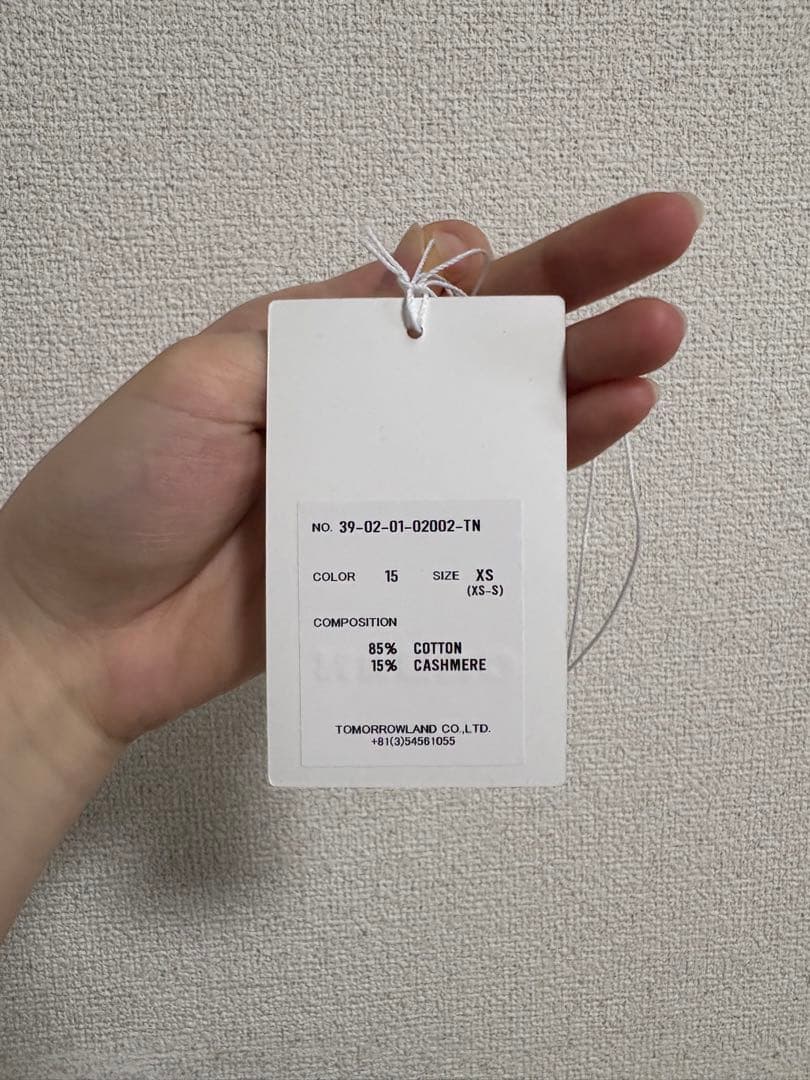 NO. 39-02-01-02002-TN
COLOR 15 SIZE XS
(XS-S)
COMPOSITION
85% COTTON
15% CASHMERE
TOMORROWLAND CO.,LTD.
+81(3)54561055